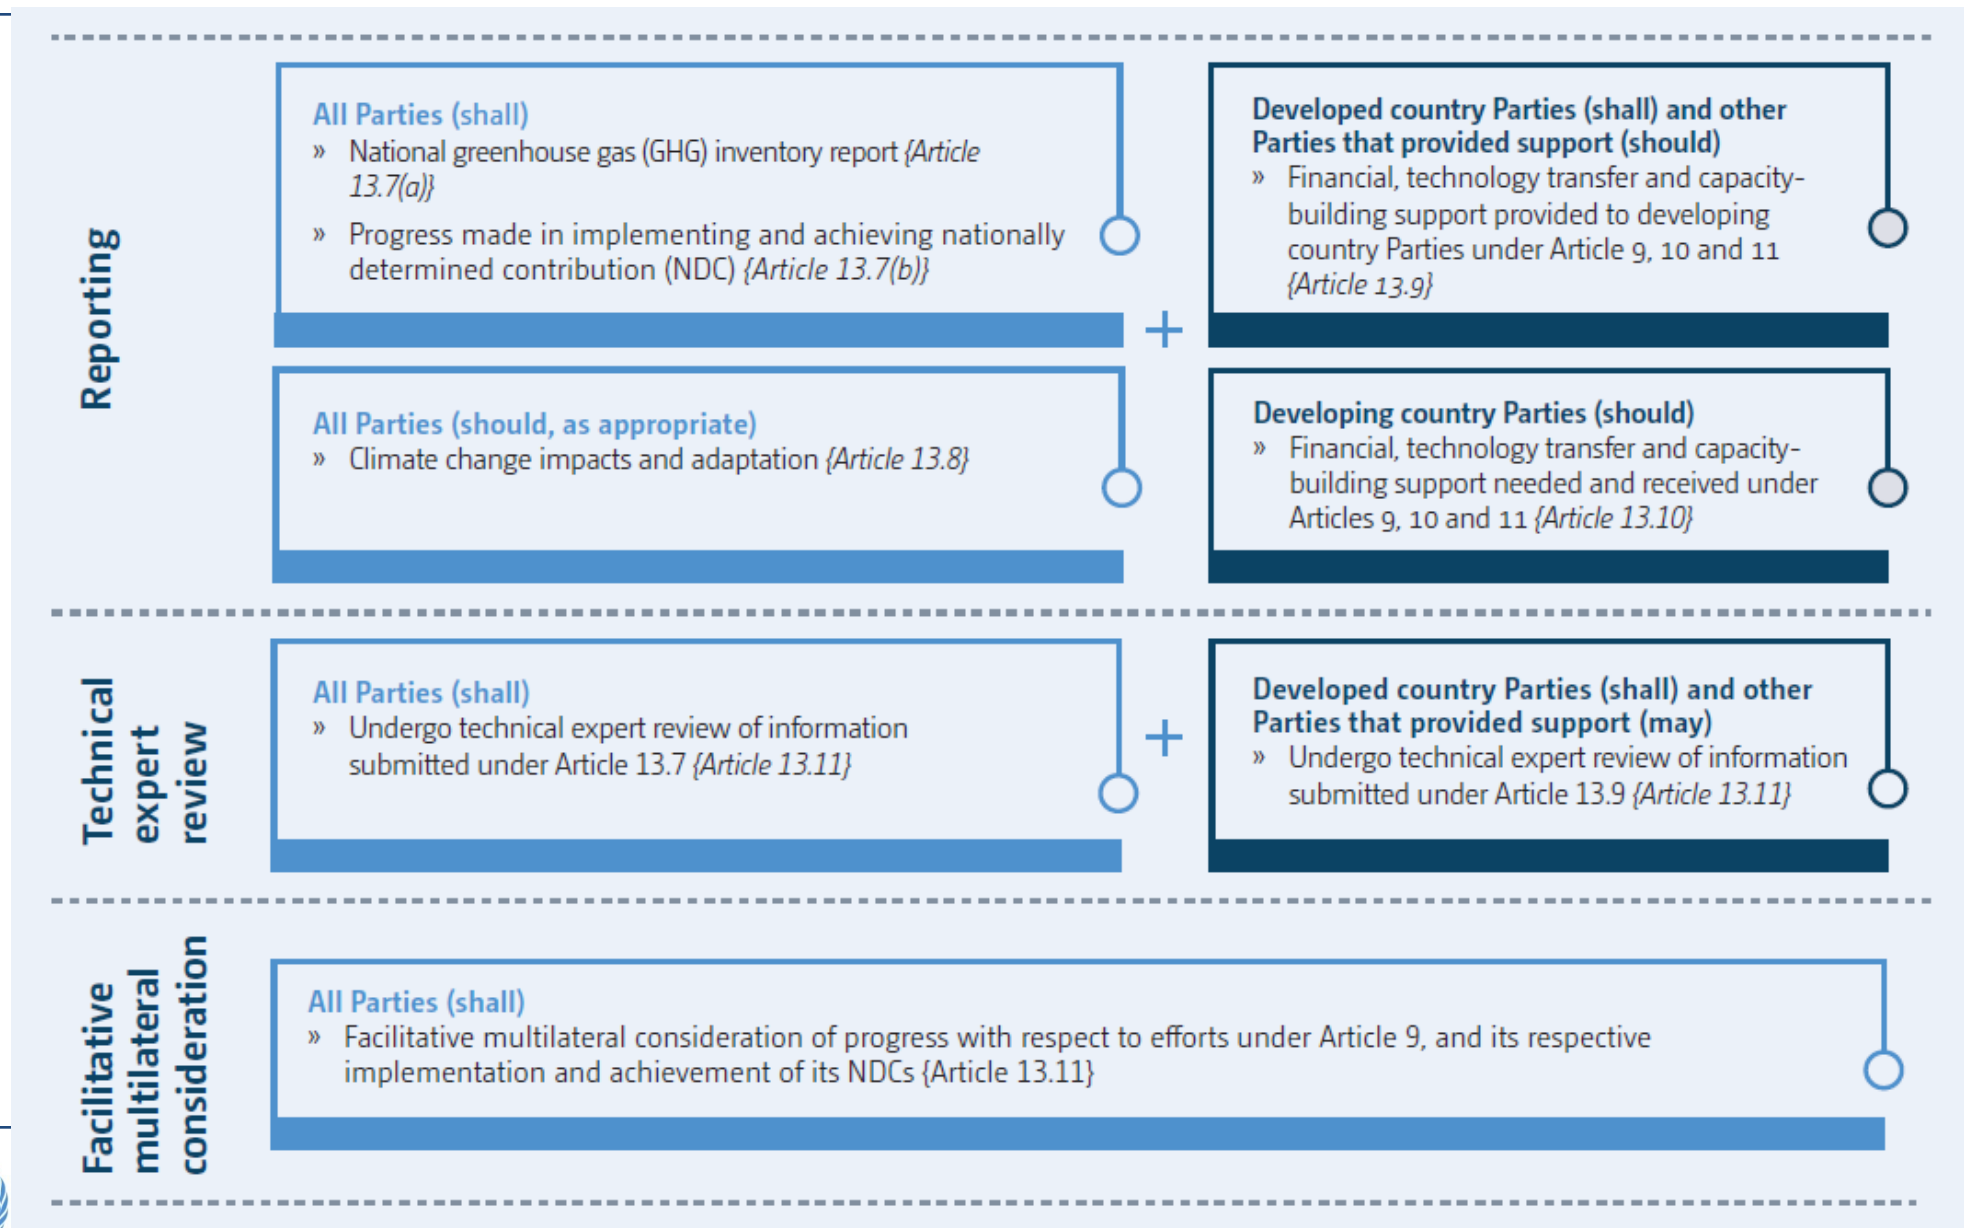 Reporting
All Parties (shall)
» National greenhouse gas (GHG) inventory report {Article
13.7(a)}
» Progress made in implementing and achieving nationally
determined contribution (NDC) {Article 13.7(b)}
+
Developed country Parties (shall) and other
Parties that provided support (should)
» Financial, technology transfer and capacity-
building support provided to developing
country Parties under Article 9, 10 and 11
{Article 13.9}
All Parties (should, as appropriate)
» Climate change impacts and adaptation {Article 13.8}
Developing country Parties (should)
» Financial, technology transfer and capacity-
building support needed and received under
Articles 9, 10 and 11 {Article 13.10}
Technical
expert
review
All Parties (shall)
» Undergo technical expert review of information
submitted under Article 13.7 {Article 13.11}
+
Developed country Parties (shall) and other
Parties that provided support (may)
» Undergo technical expert review of information
submitted under Article 13.9 {Article 13.11}
Facilitative
multilateral
consideration
All Parties (shall)
» Facilitative multilateral consideration of progress with respect to efforts under Article 9, and its respective
implementation and achievement of its NDCs {Article 13.11}